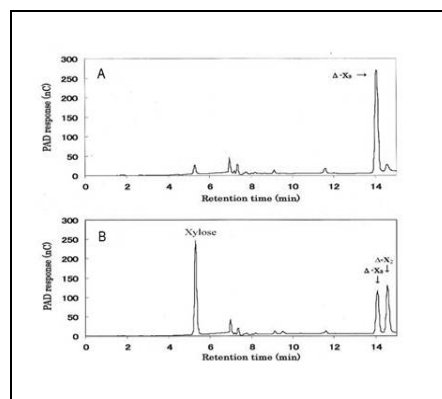 A
Δ-X₃ →
PAD response (nC)
300
250
200
150
100
50
0
0 2 4 6 8 10 12 14
Retention time (min)
B
Xylose
Δ-X₂
Δ-X₃
PAD response (nC)
300
250
200
150
100
50
0
0 2 4 6 8 10 12 14
Retention time (min)